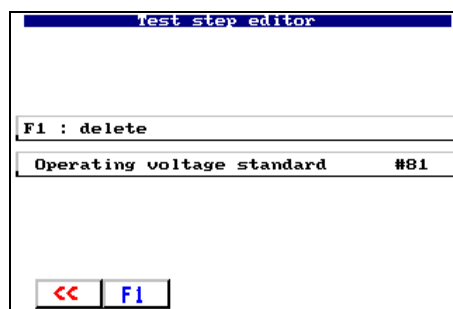 Test step editor
F1 : delete
Operating voltage standard #81
<< F1